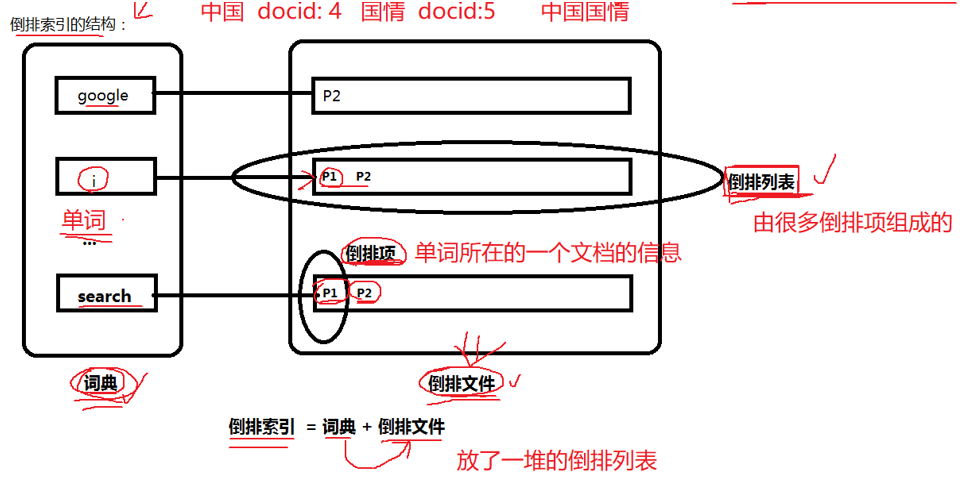 中国 docid: 4 国情 docid:5 中国国情
倒排索引的结构：
google
P2
i
P1 P2
倒排列表
由很多倒排项组成的
单词
...
倒排项 单词所在的一个文档的信息
search
P1 P2
词典
倒排文件
倒排索引 = 词典 + 倒排文件
放了一堆的倒排列表